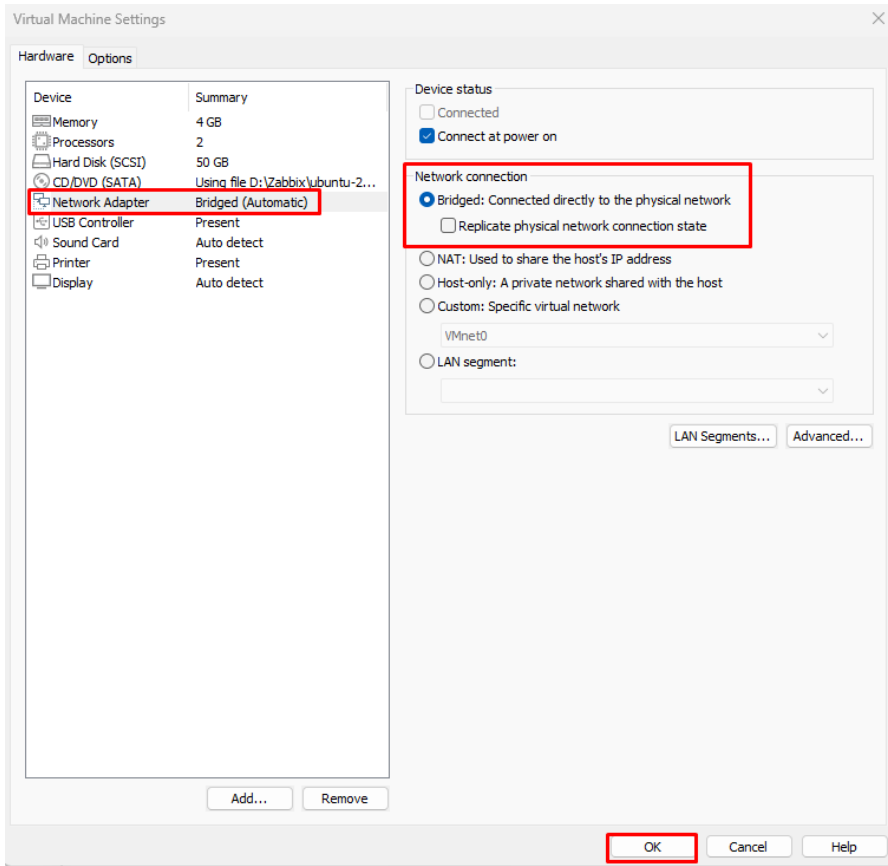 Virtual Machine Settings
Hardware Options
Device Summary
Memory 4 GB
Processors 2
Hard Disk (SCSI) 50 GB
CD/DVD (SATA) Using file D:\Zabbix\ubuntu-2...
Network Adapter Bridged (Automatic)
USB Controller Present
Sound Card Auto detect
Printer Present
Display Auto detect
Add... Remove
Device status
Connected
Connect at power on
Network connection
Bridged: Connected directly to the physical network
Replicate physical network connection state
NAT: Used to share the host's IP address
Host-only: A private network shared with the host
Custom: Specific virtual network
VMnet0
LAN segment:
LAN Segments... Advanced...
OK Cancel Help